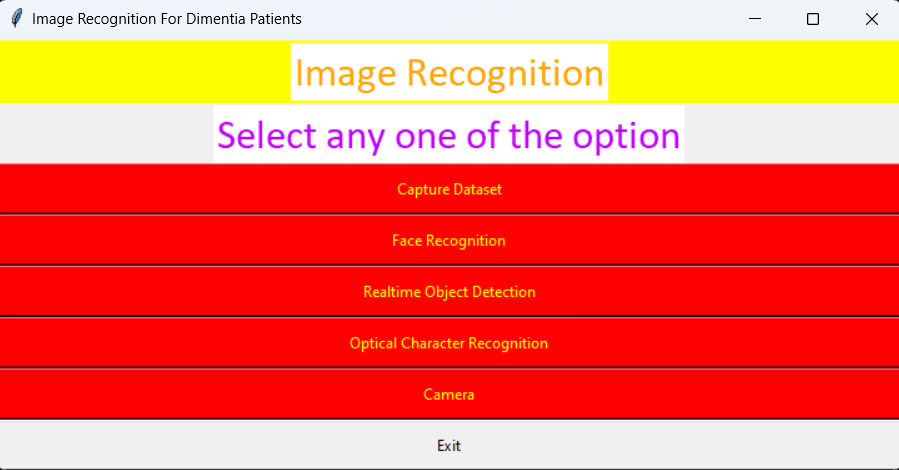 Image Recognition For Dimentia Patients
Image Recognition
Select any one of the option
Capture Dataset
Face Recognition
Realtime Object Detection
Optical Character Recognition
Camera
Exit